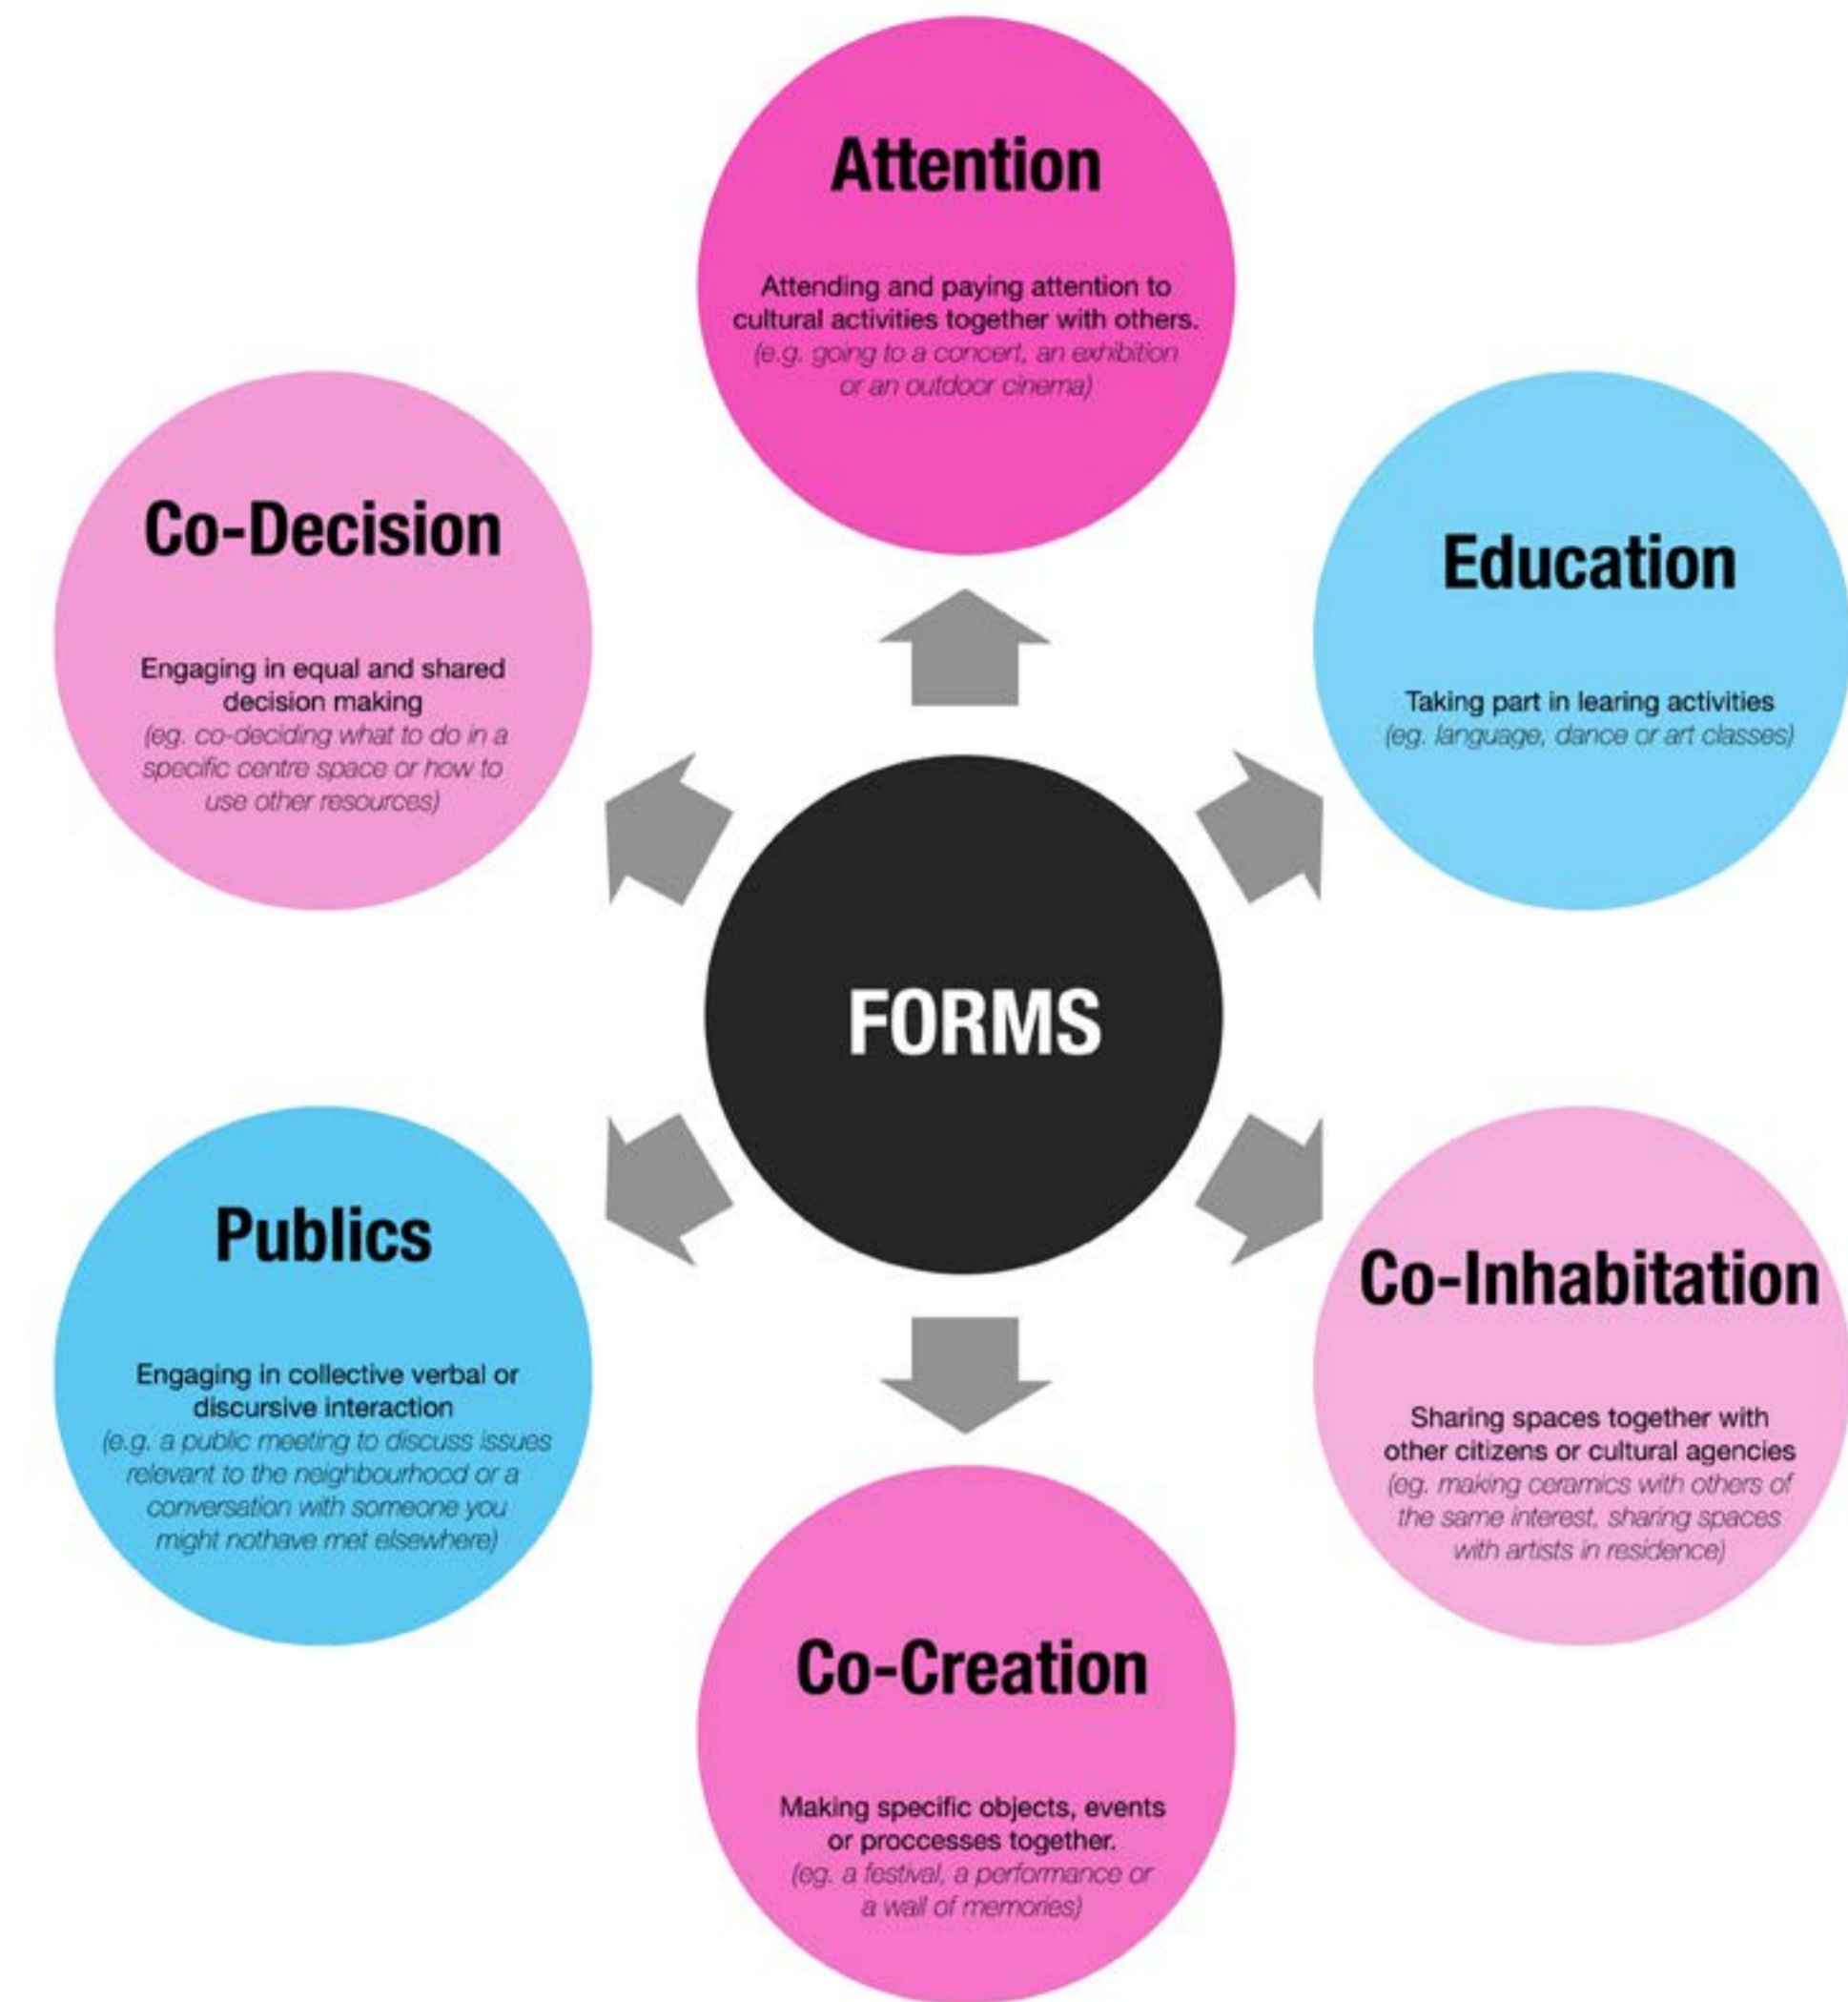 Attention
Attending and paying attention to
cultural activities together with others.
(e.g. going to a concert, an exhibition
or an outdoor cinema)
Co-Decision
Engaging in equal and shared
decision making
(eg. co-deciding what to do in a
specific centre space or how to
use other resources)
Education
Taking part in learing activities
(eg. language, dance or art classes)
FORMS
Publics
Engaging in collective verbal or
discursive interaction
(e.g. a public meeting to discuss issues
relevant to the neighbourhood or a
conversation with someone you
might nothave met elsewhere)
Co-Inhabitation
Sharing spaces together with
other citizens or cultural agencies
(eg. making ceramics with others of
the same interest, sharing spaces
with artists in residence)
Co-Creation
Making specific objects, events
or proccesses together.
(eg. a festival, a performance or
a wall of memories)